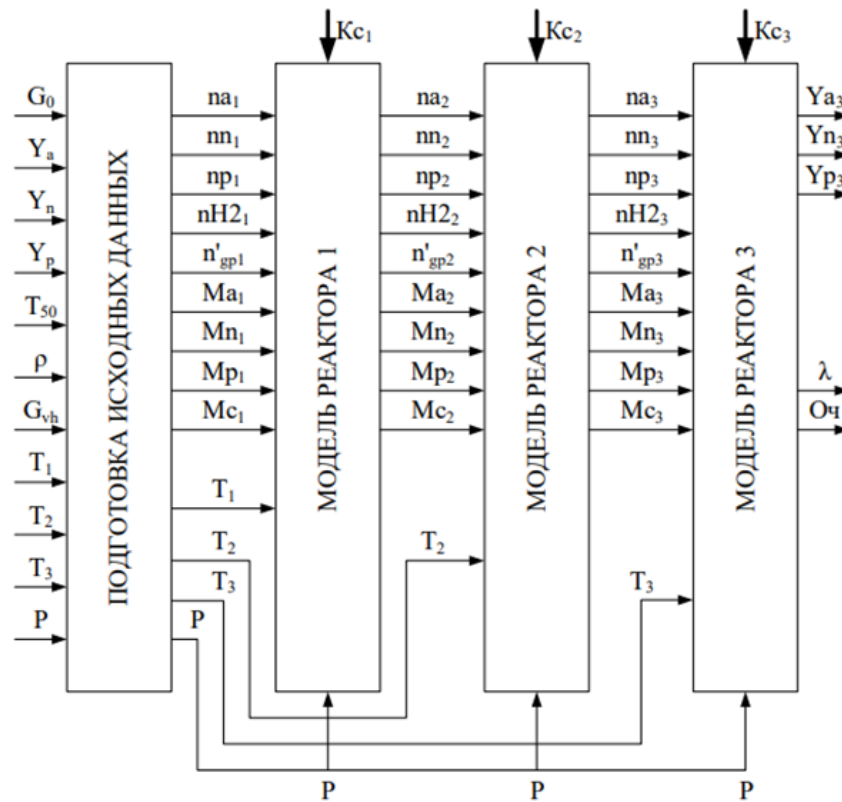 Kc₁ Kc₂ Kc₃
G₀ na₁ na₂ na₃ Ya₃
Yₐ nn₁ nn₂ nn₃ Yn₃
Yₙ np₁ np₂ np₃ Yp₃
nH2₁ nH2₂ nH2₃
Yₚ n'gp1 n'gp2 n'gp3
T₅₀ Ma₁ Ma₂ Ma₃
Mn₁ Mn₂ Mn₃
ρ Mp₁ Mp₂ Mp₃ λ
Gᵥₕ Mc₁ Mc₂ Mc₃ Оч
T₁ T₁
T₂ T₂ T₂
T₃ T₃ T₃
P P
ПОДГОТОВКА ИСХОДНЫХ ДАННЫХ
МОДЕЛЬ РЕАКТОРА 1
МОДЕЛЬ РЕАКТОРА 2
МОДЕЛЬ РЕАКТОРА 3
P P P